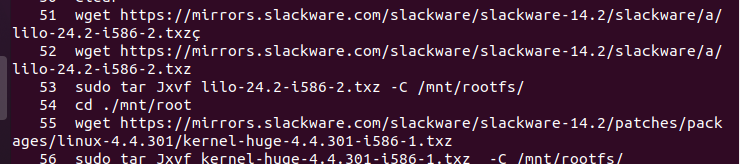 51  wget https://mirrors.slackware.com/slackware/slackware-14.2/slackware/a/
lilo-24.2-i586-2.txzç
52  wget https://mirrors.slackware.com/slackware/slackware-14.2/slackware/a/
lilo-24.2-i586-2.txz
53  sudo tar Jxvf lilo-24.2-i586-2.txz -C /mnt/rootfs/
54  cd ./mnt/root
55  wget https://mirrors.slackware.com/slackware/slackware-14.2/patches/pack
ages/linux-4.4.301/kernel-huge-4.4.301-i586-1.txz
56  sudo tar Jxvf kernel-huge-4.4.301-i586-1.txz  -C /mnt/rootfs/